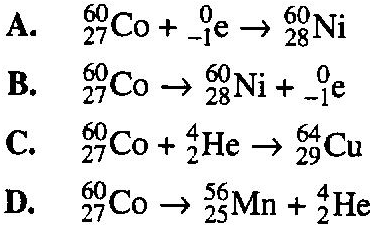 A. ⁶⁰₂₇Co + ⁰₋₁e → ⁶⁰₂₈Ni
B. ⁶⁰₂₇Co → ⁶⁰₂₈Ni + ⁰₋₁e
C. ⁶⁰₂₇Co + ⁴₂He → ⁶⁴₂₉Cu
D. ⁶⁰₂₇Co → ⁵⁶₂₅Mn + ⁴₂He